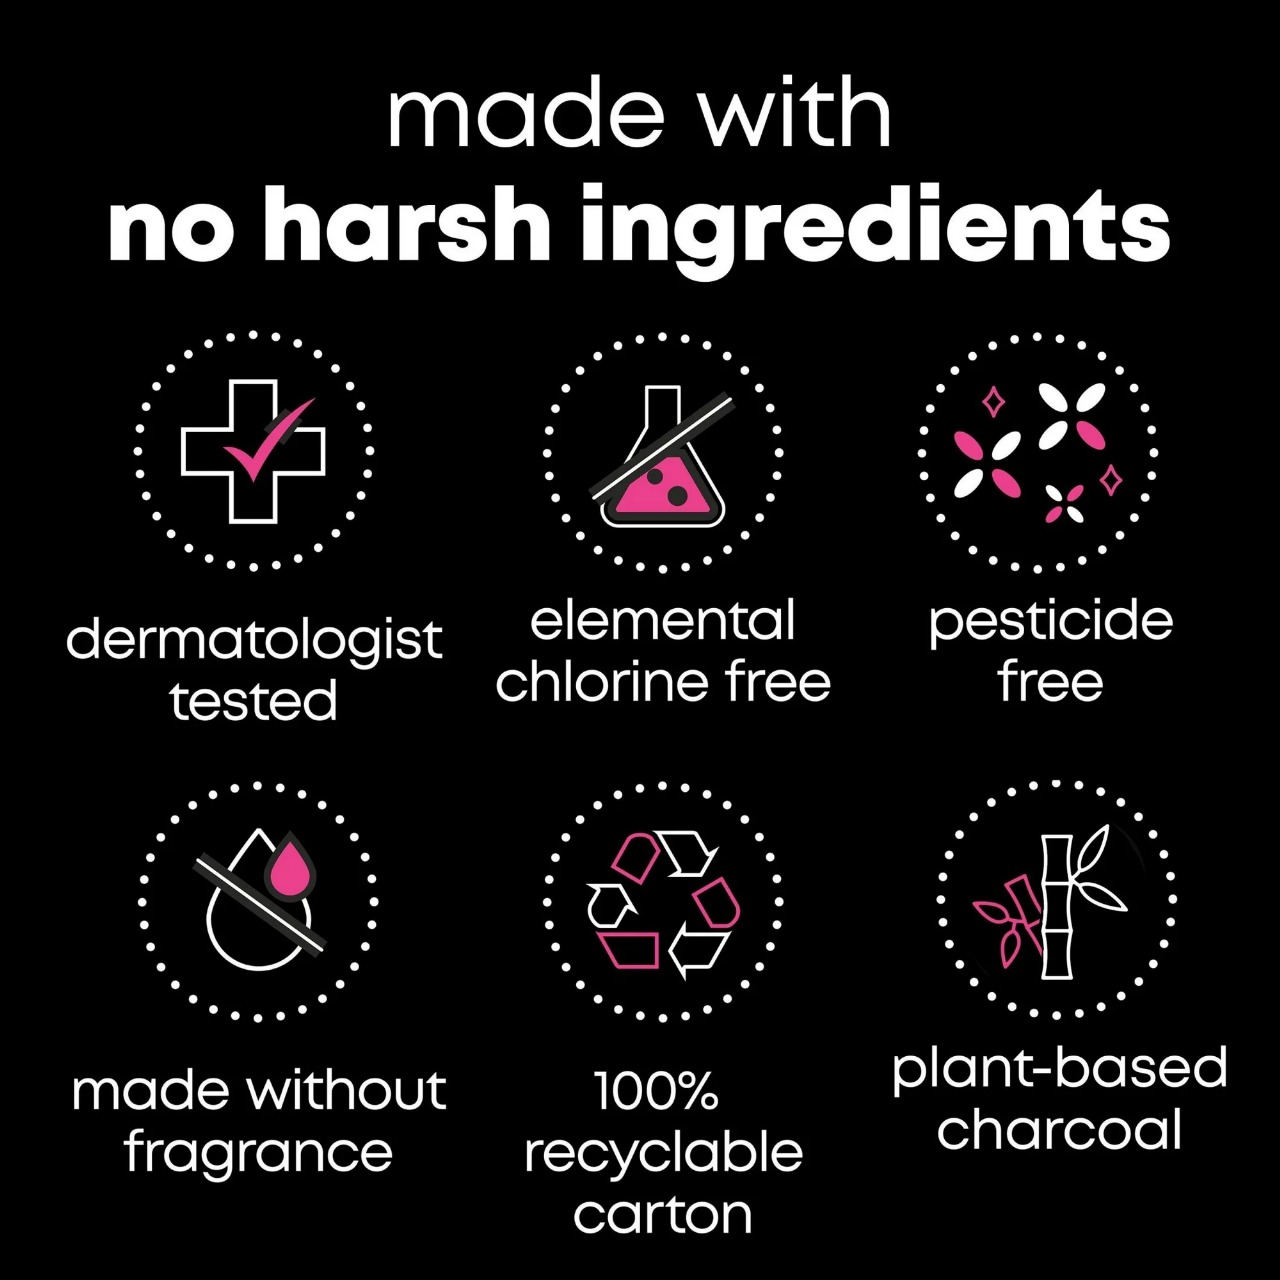 made with
no harsh ingredients
dermatologist
tested
elemental
chlorine free
pesticide
free
made without
fragrance
100%
recyclable
carton
plant-based
charcoal